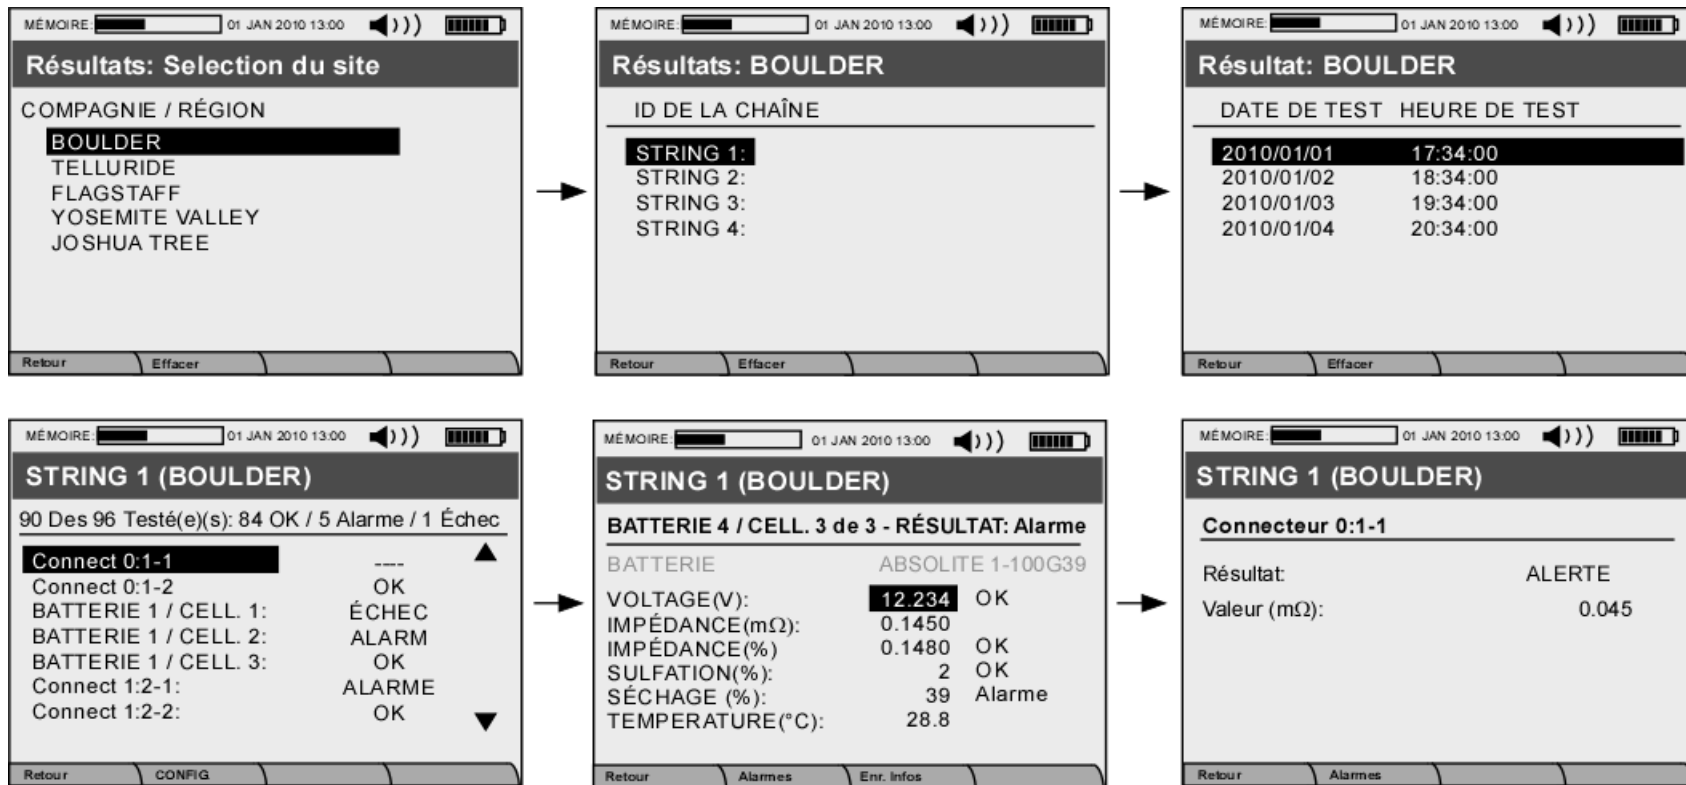 MÉMOIRE: 01 JAN 2010 13:00
Résultats: Selection du site
COMPAGNIE / RÉGION
BOULDER
TELLURIDE
FLAGSTAFF
YOSEMITE VALLEY
JOSHUA TREE
Retour Effacer
MÉMOIRE: 01 JAN 2010 13:00
Résultats: BOULDER
ID DE LA CHAÎNE
STRING 1:
STRING 2:
STRING 3:
STRING 4:
Retour Effacer
MÉMOIRE: 01 JAN 2010 13:00
Résultat: BOULDER
DATE DE TEST HEURE DE TEST
2010/01/01 17:34:00
2010/01/02 18:34:00
2010/01/03 19:34:00
2010/01/04 20:34:00
Retour Effacer
MÉMOIRE: 01 JAN 2010 13:00
STRING 1 (BOULDER)
90 Des 96 Testé(e)(s): 84 OK / 5 Alarme / 1 Échec
Connect 0:1-1 ----
Connect 0:1-2 OK
BATTERIE 1 / CELL. 1: ÉCHEC
BATTERIE 1 / CELL. 2: ALARM
BATTERIE 1 / CELL. 3: OK
Connect 1:2-1: ALARME
Connect 1:2-2: OK
Retour CONFIG
MÉMOIRE: 01 JAN 2010 13:00
STRING 1 (BOULDER)
BATTERIE 4 / CELL. 3 de 3 - RÉSULTAT: Alarme
BATTERIE ABSOLITE 1-100G39
VOLTAGE(V): 12.234 OK
IMPÉDANCE(mΩ): 0.1450
IMPÉDANCE(%) 0.1480 OK
SULFATION(%): 2 OK
SÉCHAGE (%): 39 Alarme
TEMPERATURE(°C): 28.8
Retour Alarmes Enr. Infos
MÉMOIRE: 01 JAN 2010 13:00
STRING 1 (BOULDER)
Connecteur 0:1-1
Résultat: ALERTE
Valeur (mΩ): 0.045
Retour Alarmes